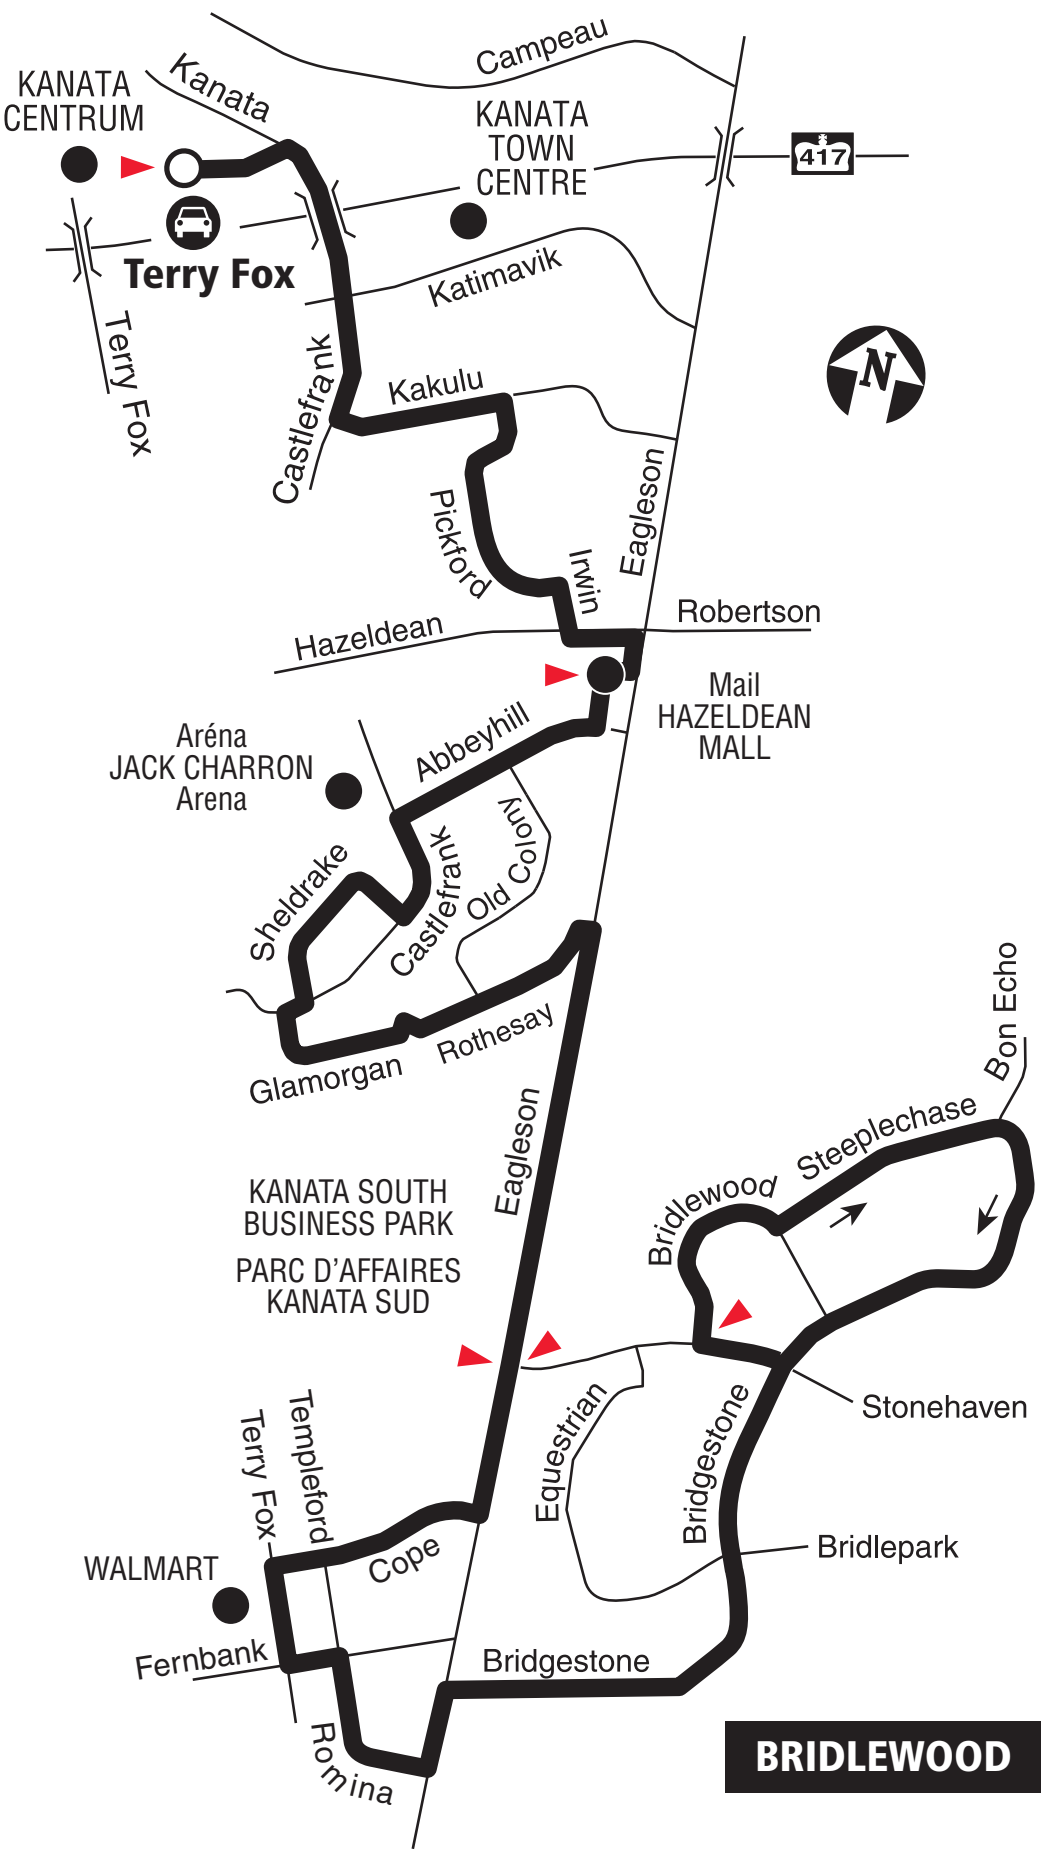 Campeau
KANATA
CENTRUM
Kanata
KANATA
TOWN
CENTRE
417
Terry Fox
Katimavik
Terry Fox
N
Castlefrank
Kakulu
Eagleson
Pickford
Irwin
Hazeldean
Robertson
Mail
HAZELDEAN
MALL
Abbeyhill
Aréna
JACK CHARRON
Arena
Old Colony
Castlefrank
Sheldrake
Rothesay
Glamorgan
Bon Echo
Steeplechase
Eagleson
Bridlewood
KANATA SOUTH
BUSINESS PARK
PARC D'AFFAIRES
KANATA SUD
Stonehaven
Equestrian
Bridgestone
Terry Fox
Templeford
Cope
WALMART
Bridlepark
Fernbank
Bridgestone
Romina
BRIDLEWOOD